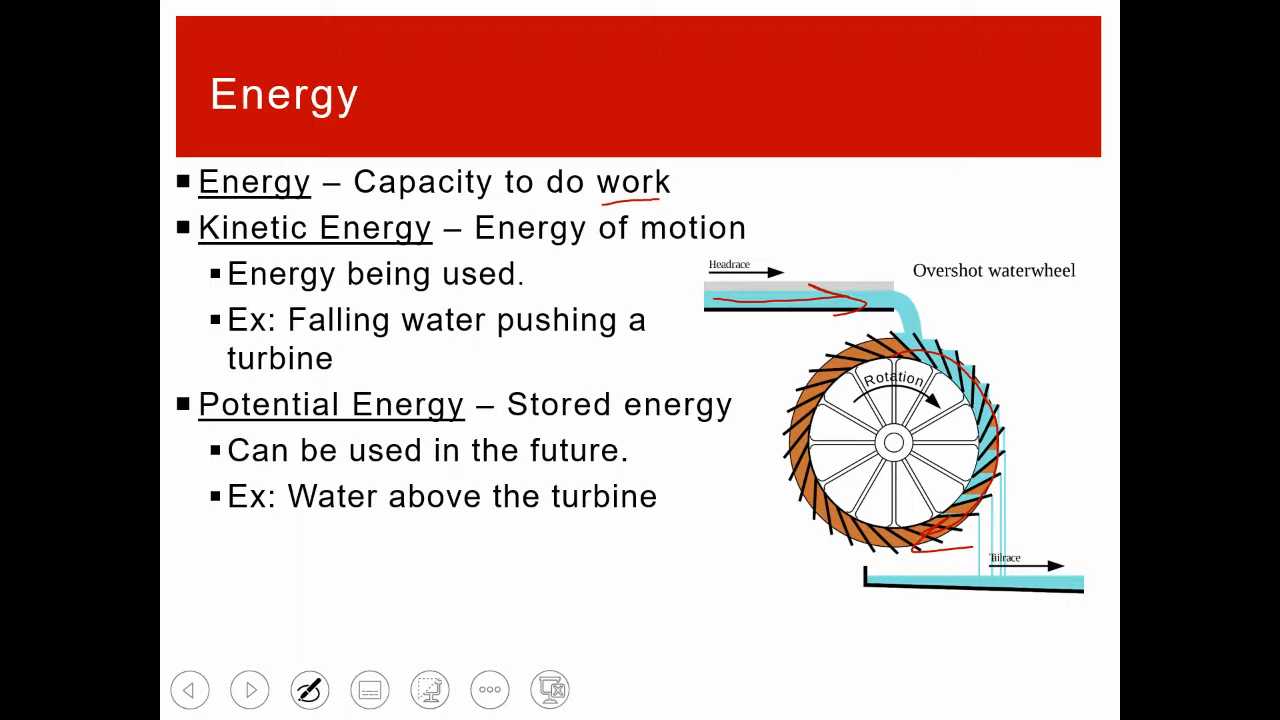 Energy
■ Energy – Capacity to do work
■ Kinetic Energy – Energy of motion
■ Energy being used.
■ Ex: Falling water pushing a
turbine
■ Potential Energy – Stored energy
■ Can be used in the future.
■ Ex: Water above the turbine
Headrace
Overshot waterwheel
Rotation
Tailrace